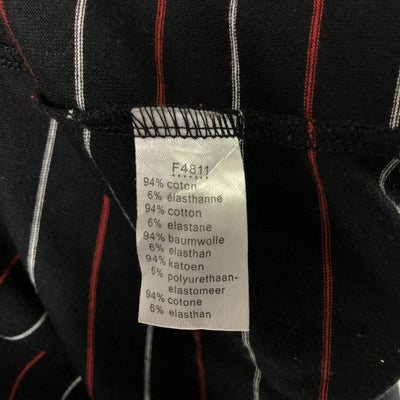 F4811
94% coton
6% élasthanne
94% cotton
6% elastane
94% baumwolle
6% elasthan
94% katoen
6% polyurethaan-
elastomeer
94% cotone
6% elasthan